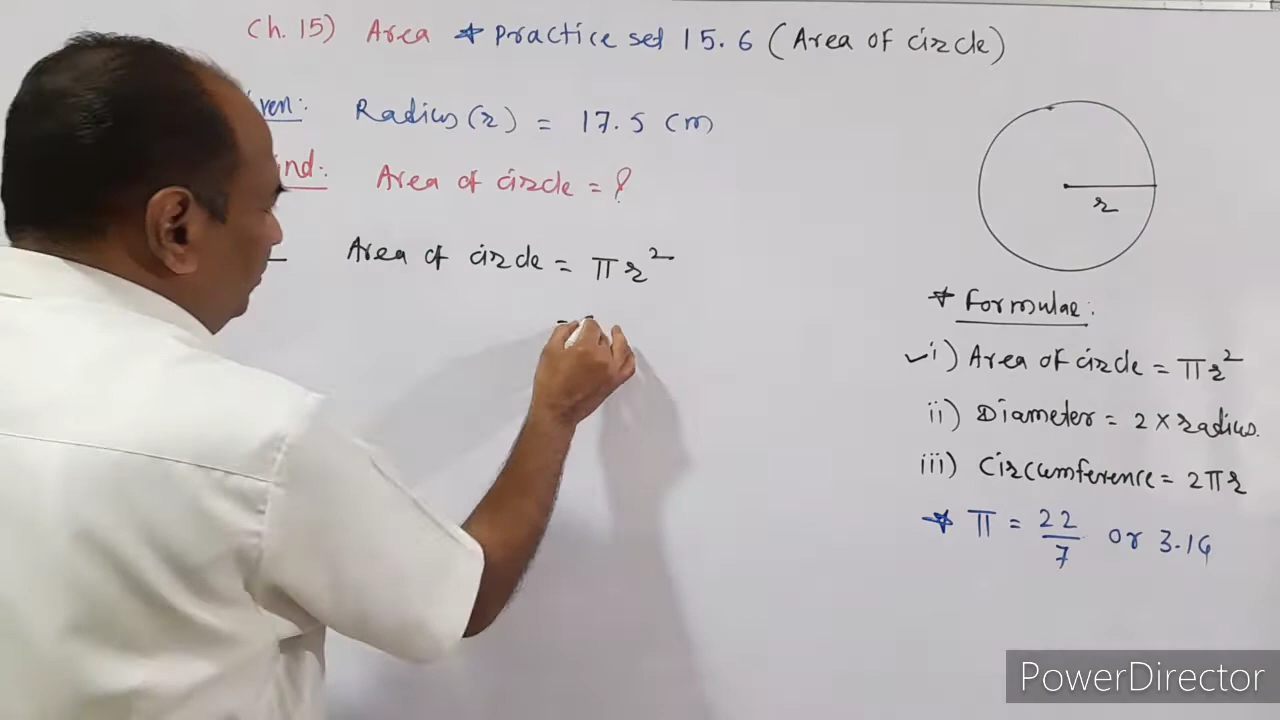 Ch. 15) Area * Practice set 15.6 (Area of circle)
Radius (r) = 17.5 cm
Area of circle = ?
Area of circle = πr²
=
r
* Formulae:
✓i) Area of circle = πr²
ii) Diameter = 2 × radius.
iii) Circumference = 2πr
* π = 22/7 or 3.14
PowerDirector